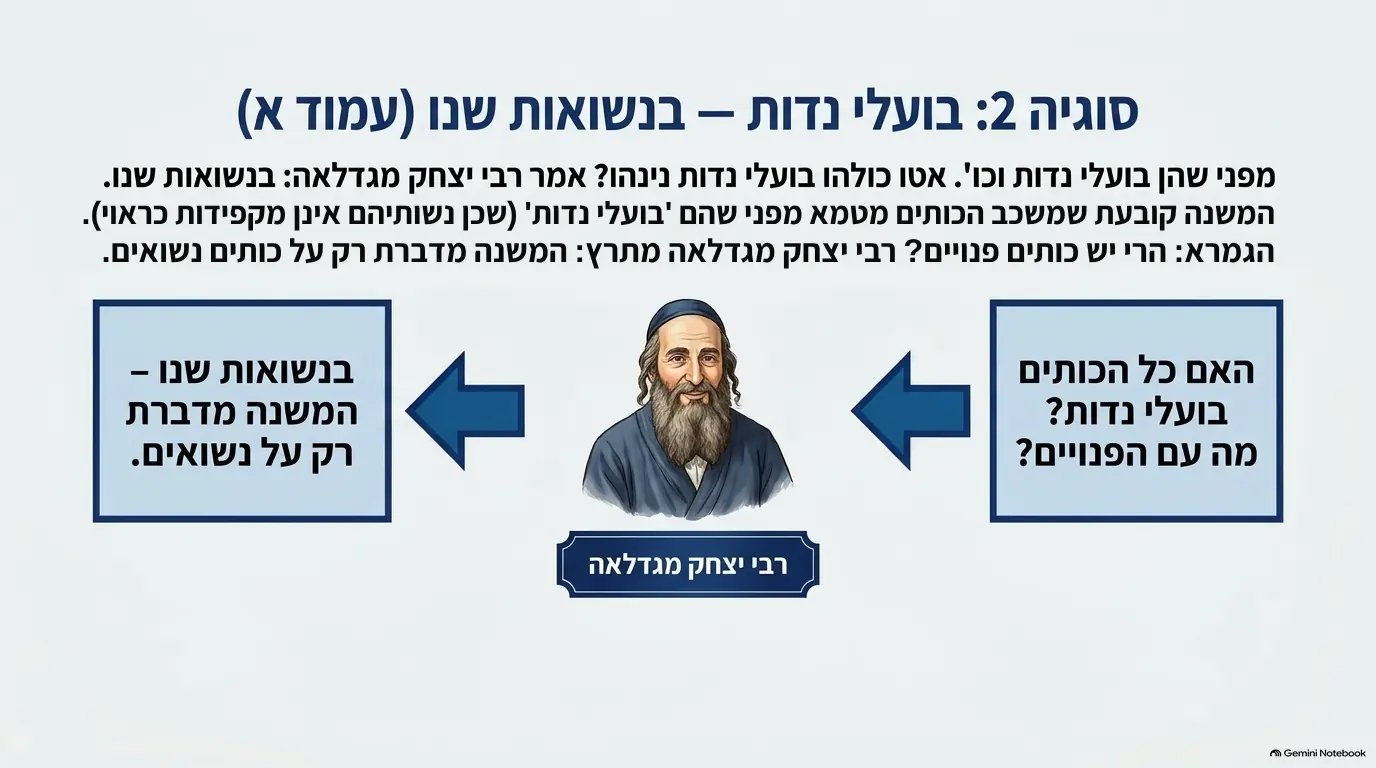 סוגיה 2: בועלי נדות — בנשואות שנו (עמוד א)
מפני שהן בועלי נדות וכו'. אטו כולהו בועלי נדות נינהו? אמר רבי יצחק מגדלאה: בנשואות שנו.
המשנה קובעת שמשכב הכותים מטמא מפני שהם 'בועלי נדות' (שכן נשותיהם אינן מקפידות כראוי).
הגמרא: הרי יש כותים פנויים? רבי יצחק מגדלאה מתרץ: המשנה מדברת רק על כותים נשואים.
האם כל הכותים
בועלי נדות?
מה עם הפנויים?
רבי יצחק מגדלאה
בנשואות שנו –
המשנה מדברת
רק על נשואים.
Gemini Notebook